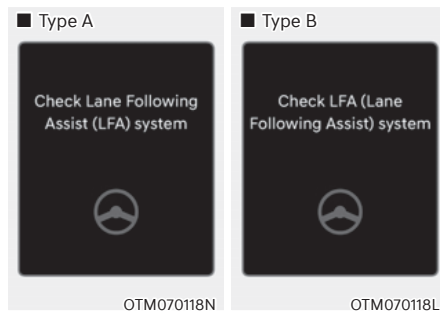 ■ Type A
Check Lane Following
Assist (LFA) system
OTM070118N
■ Type B
Check LFA (Lane
Following Assist) system
OTM070118L